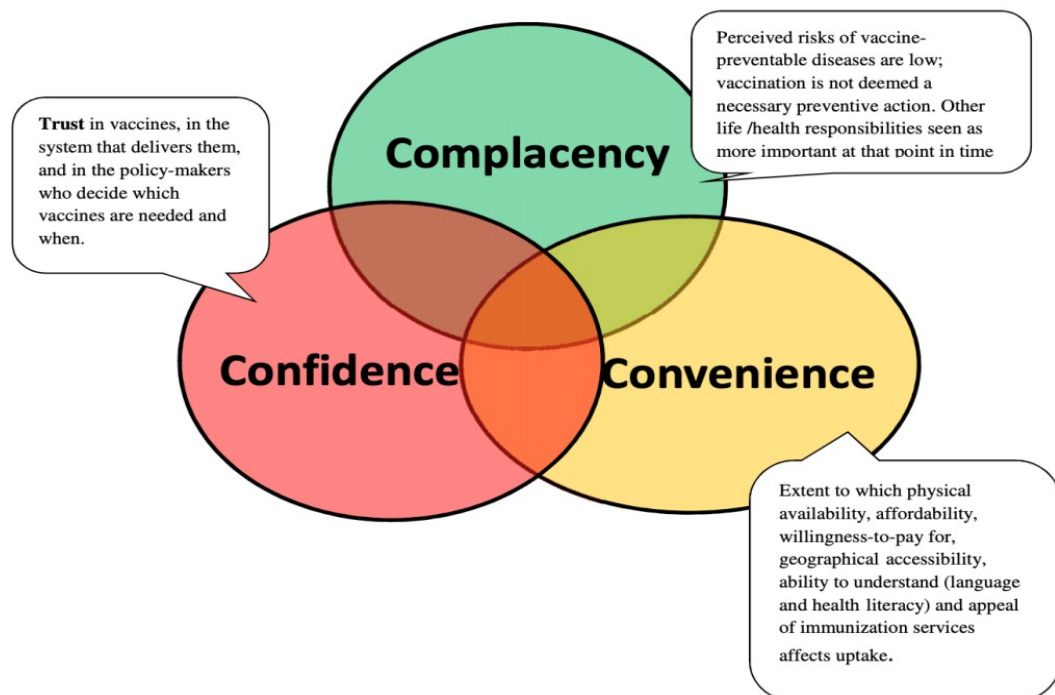 Perceived risks of vaccine-
preventable diseases are low;
vaccination is not deemed a
necessary preventive action. Other
life /health responsibilities seen as
more important at that point in time
Trust in vaccines, in the
system that delivers them,
and in the policy-makers
who decide which
vaccines are needed and
when.
Complacency
Confidence
Convenience
Extent to which physical
availability, affordability,
willingness-to-pay for,
geographical accessibility,
ability to understand (language
and health literacy) and appeal
of immunization services
affects uptake.